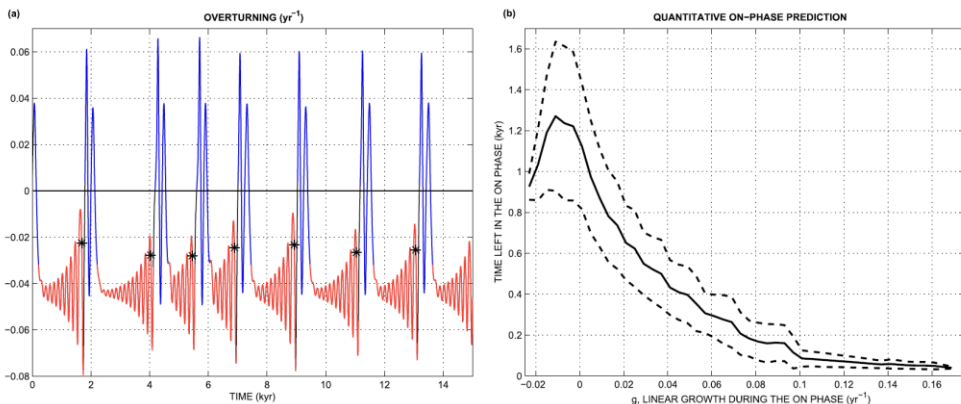 (a)
OVERTURNING (yr⁻¹)
0.06
0.04
0.02
0
−0.02
−0.04
−0.06
−0.08
0 2 4 6 8 10 12 14
TIME (kyr)
(b)
QUANTITATIVE ON−PHASE PREDICTION
TIME LEFT IN THE ON PHASE (kyr)
1.6
1.4
1.2
1
0.8
0.6
0.4
0.2
0
−0.02 0 0.02 0.04 0.06 0.08 0.10 0.12 0.14 0.16
g, LINEAR GROWTH DURING THE ON PHASE (yr⁻¹)